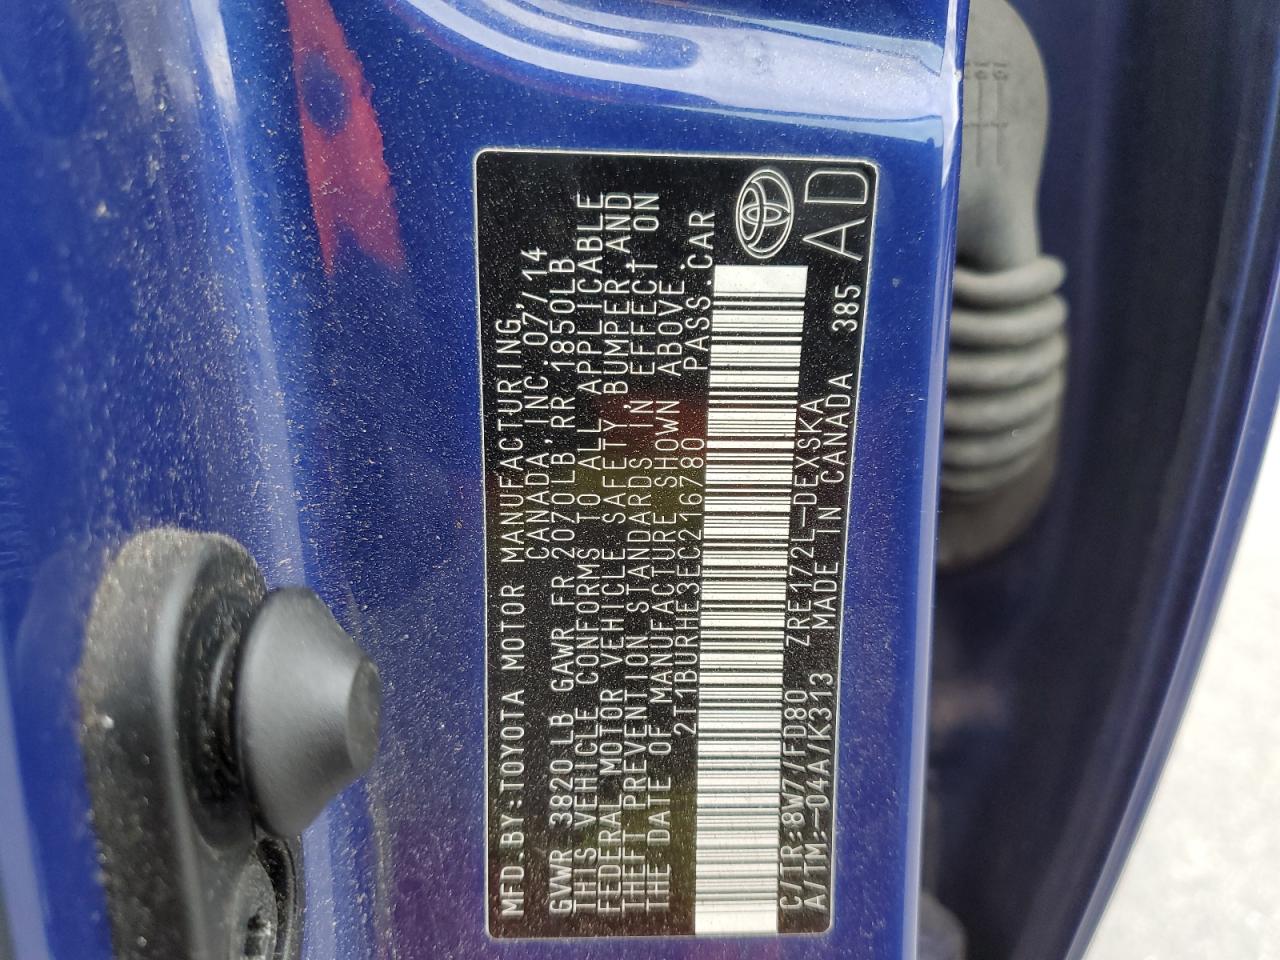 MFD.BY:TOYOTA MOTOR MANUFACTURING,
CANADA,INC. 07/14
GVWR 3820LB GAWR FR 2070LB,RR 1850LB
THIS VEHICLE CONFORMS TO ALL APPLICABLE
FEDERAL MOTOR VEHICLE SAFETY, BUMPER,AND
THEFT PREVENTION STANDARDS IN EFFECT ON
THE DATE OF MANUFACTURE SHOWN ABOVE.
2T1BURHE3EC216780 PASS.CAR
C/TR:8W7/FD80 ZRE172L-DEXSKA
A/TM:-04A/K313 MADE IN CANADA 385
AD